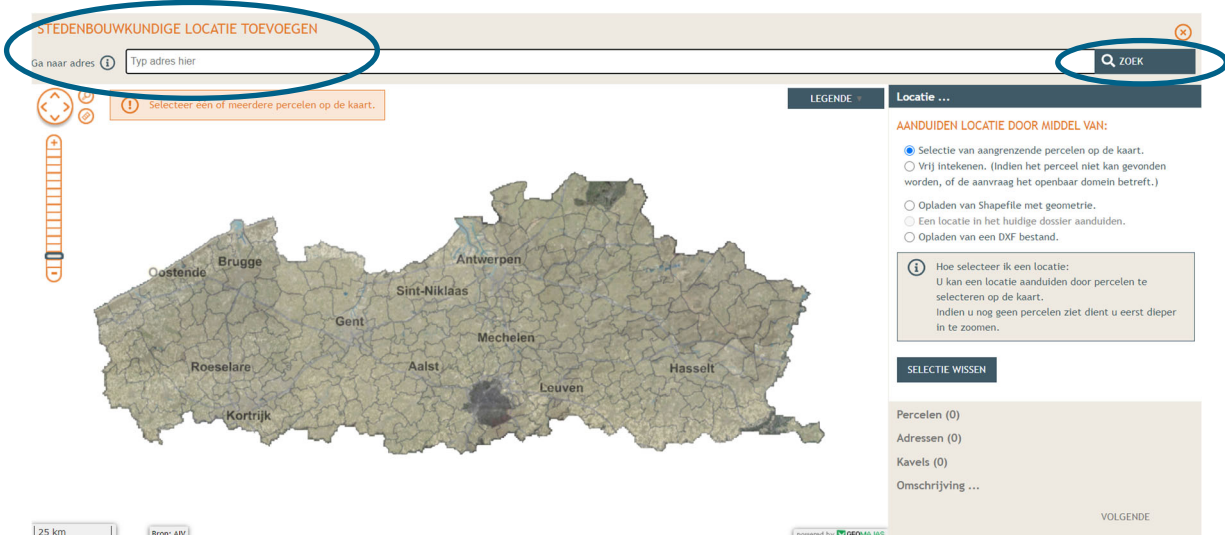 STEDENBOUWKUNDIGE LOCATIE TOEVOEGEN
Ga naar adres
Typ adres hier
ZOEK
Selecteer één of meerdere percelen op de kaart.
LEGENDE
Brugge
Oostende
Antwerpen
Sint-Niklaas
Gent
Mechelen
Roeselare
Aalst
Hasselt
Leuven
Kortrijk
25 km
Bron: AIV
powered by GEOMAJAS
Locatie ...
AANDUIDEN LOCATIE DOOR MIDDEL VAN:
Selectie van aangrenzende percelen op de kaart.
Vrij intekenen. (Indien het perceel niet kan gevonden
worden, of de aanvraag het openbaar domein betreft.)
Opladen van Shapefile met geometrie.
Een locatie in het huidige dossier aanduiden.
Opladen van een DXF bestand.
Hoe selecteer ik een locatie:
U kan een locatie aanduiden door percelen te
selecteren op de kaart.
Indien u nog geen percelen ziet dient u eerst dieper
in te zoomen.
SELECTIE WISSEN
Percelen (0)
Adressen (0)
Kavels (0)
Omschrijving ...
VOLGENDE